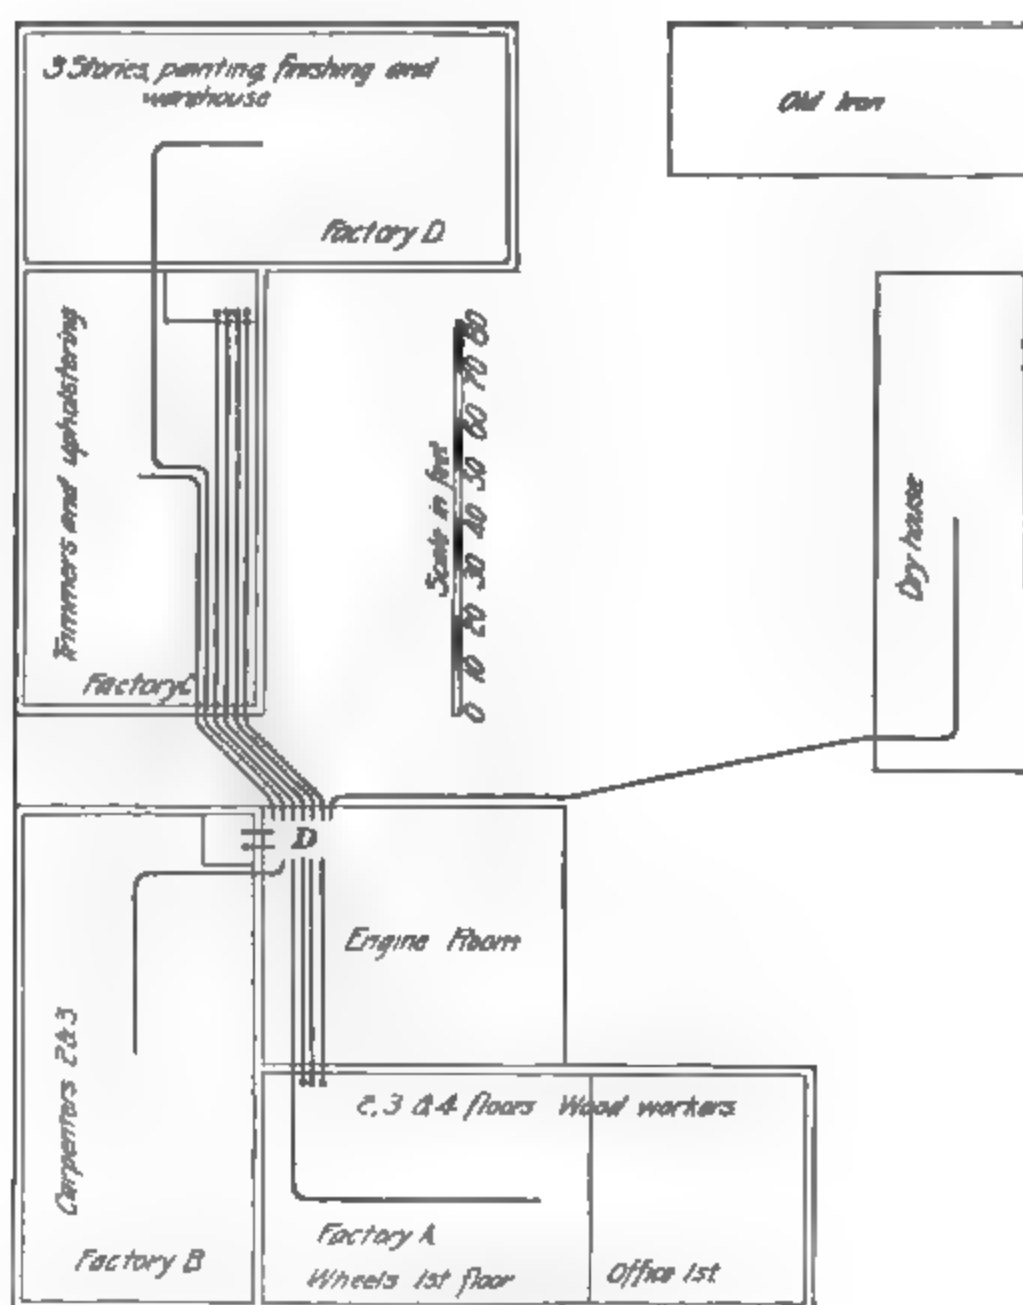 3 Stories, painting, finishing and
warehouse
Old Iron
Factory D.
Trimmers and upholstering
Factory C
Scale in feet
0 10 20 30 40 50 60 70 80
Dry house
D
Engine Room
Carpenters 2 & 3
Factory B
2, 3 & 4 floors Wood workers
Factory A
Wheels 1st floor
Office 1st